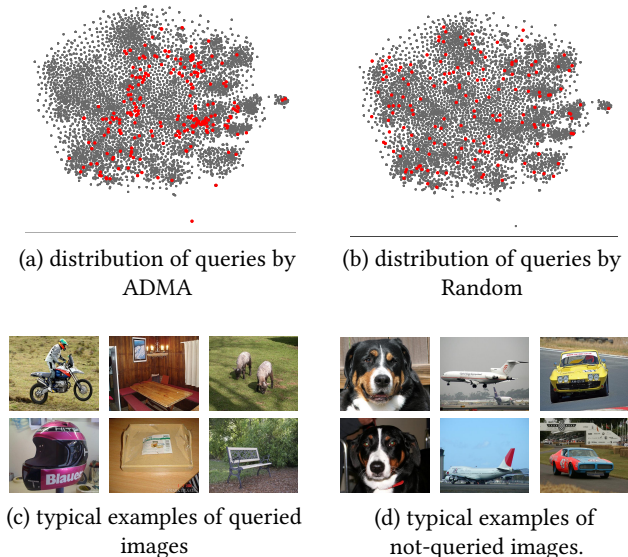 (a) distribution of queries by
ADMA
(b) distribution of queries by
Random
Blauer
(c) typical examples of queried
images
(d) typical examples of
not-queried images.